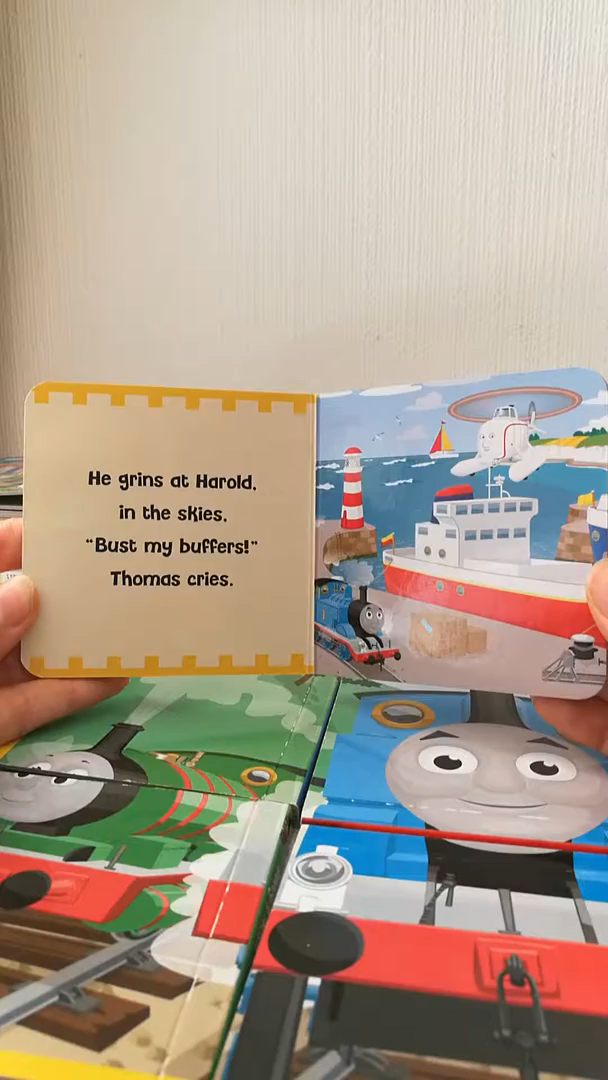 He grins at Harold,
in the skies,
“Bust my buffers!”
Thomas cries.